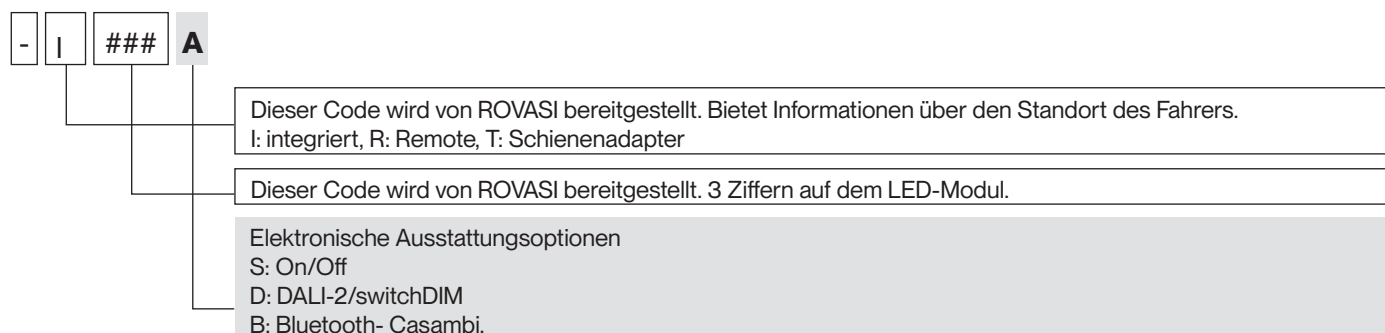 - I ### A
Dieser Code wird von ROVASI bereitgestellt. Bietet Informationen über den Standort des Fahrers.
I: integriert, R: Remote, T: Schienenadapter
Dieser Code wird von ROVASI bereitgestellt. 3 Ziffern auf dem LED-Modul.
Elektronische Ausstattungsoptionen
S: On/Off
D: DALI-2/switchDIM
B: Bluetooth- Casambi.